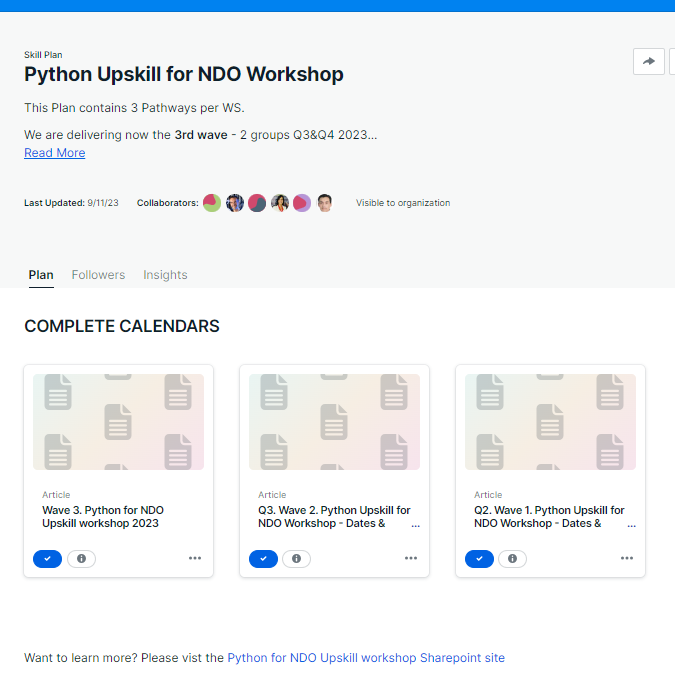 Skill Plan
Python Upskill for NDO Workshop
This Plan contains 3 Pathways per WS.
We are delivering now the 3rd wave - 2 groups Q3&Q4 2023...
Read More
Last Updated: 9/11/23 Collaborators: Visible to organization
Plan Followers Insights
COMPLETE CALENDARS
Article
Wave 3. Python for NDO
Upskill workshop 2023
Article
Q3. Wave 2. Python Upskill for
NDO Workshop - Dates & ...
Article
Q2. Wave 1. Python Upskill for
NDO Workshop - Dates & ...
Want to learn more? Please vist the Python for NDO Upskill workshop Sharepoint site